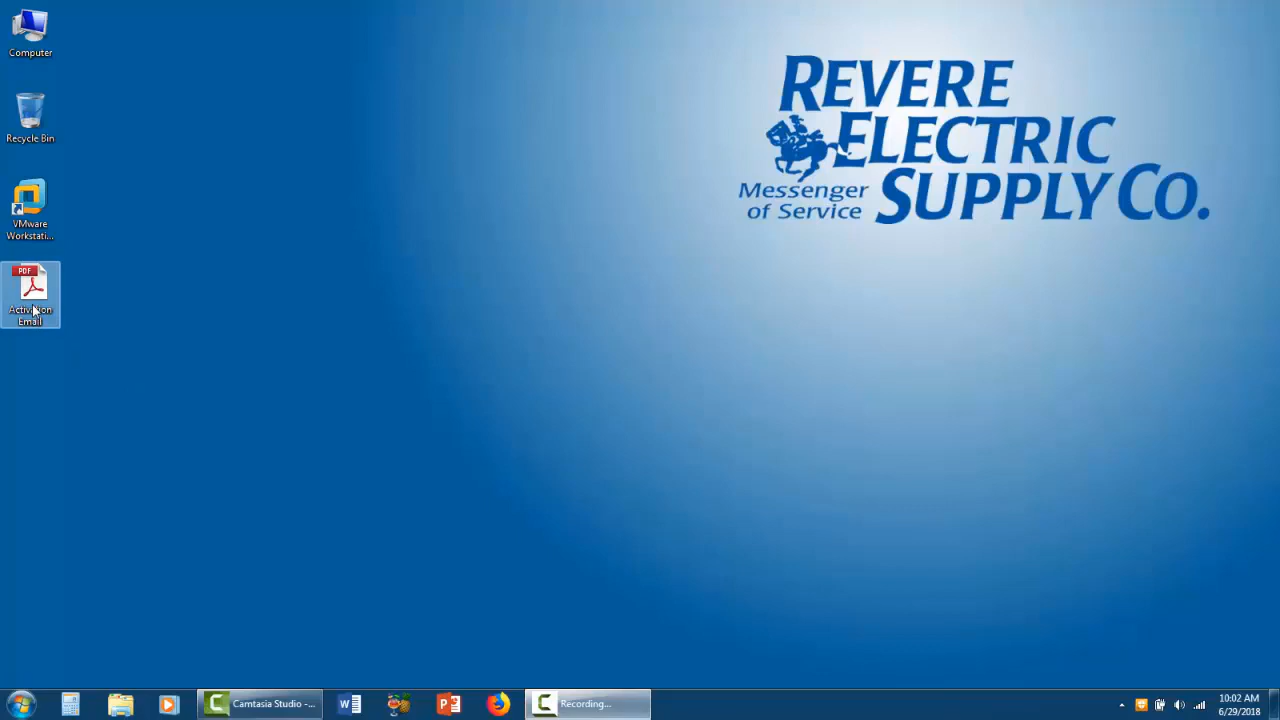 Computer
Recycle Bin
VMware
Workstati...
PDF
Activation
Email
REVERE
ELECTRIC
SUPPLY CO.
Messenger
of Service
Camtasia Studio -...
Recording...
10:02 AM
6/29/2018